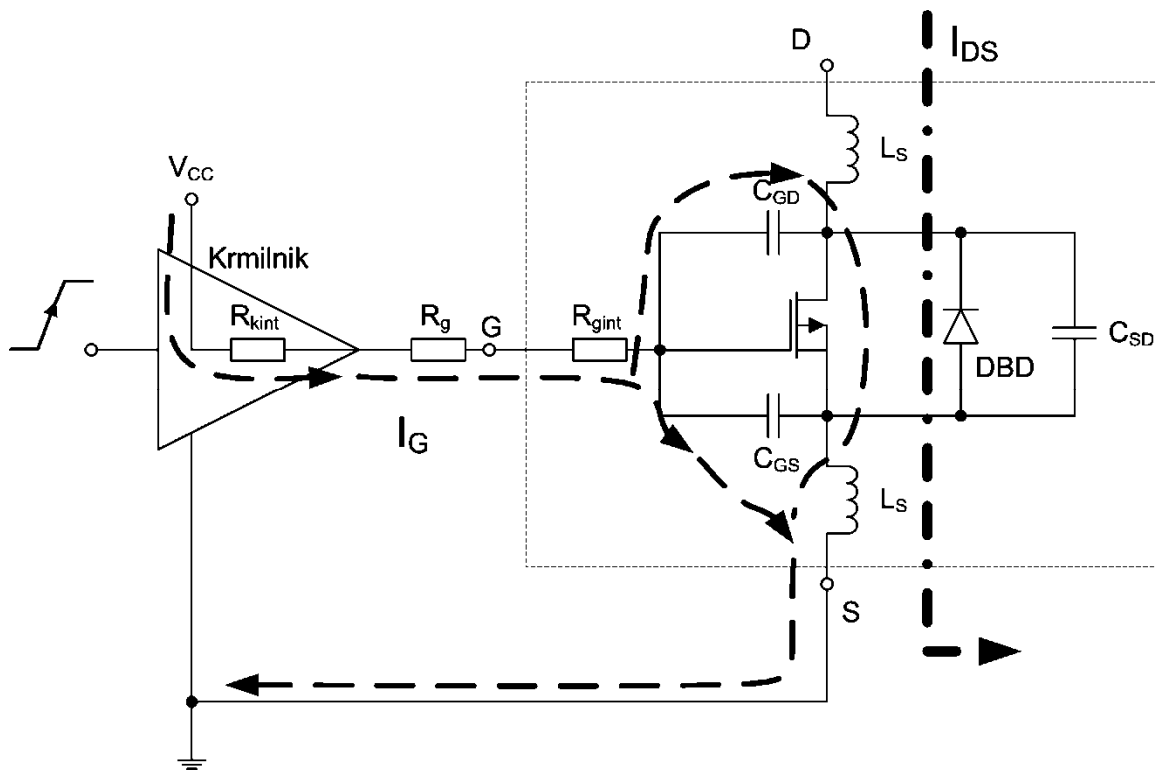 D
I_DS
L_S
V_CC
C_GD
Krmilnik
R_kint
R_g
G
R_gint
C_SD
DBD
I_G
C_GS
L_S
S